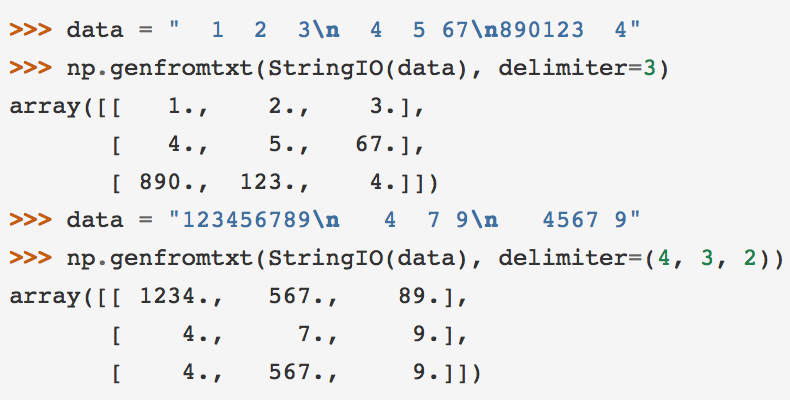 >>> data = "  1  2  3\n  4  5 67\n890123  4"
>>> np.genfromtxt(StringIO(data), delimiter=3)
array([[   1.,    2.,    3.],
       [   4.,    5.,   67.],
       [ 890.,  123.,    4.]])
>>> data = "123456789\n   4  7 9\n   4567 9"
>>> np.genfromtxt(StringIO(data), delimiter=(4, 3, 2))
array([[ 1234.,   567.,    89.],
       [    4.,     7.,     9.],
       [    4.,   567.,     9.]])